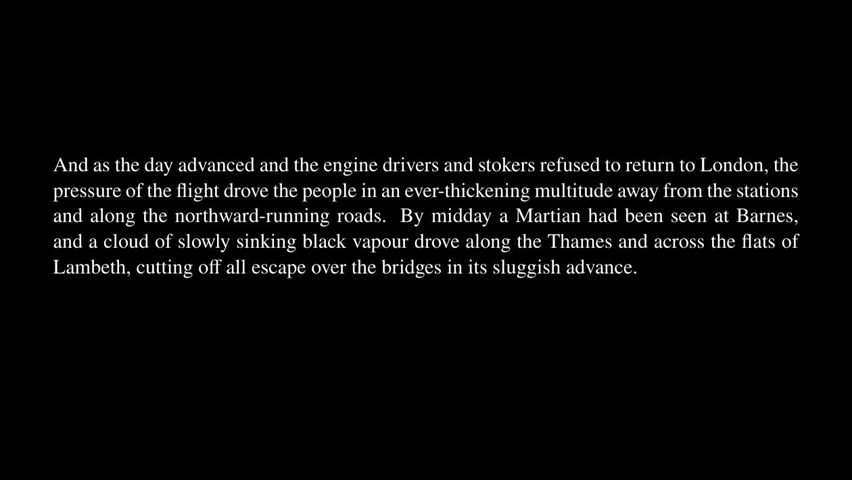 And as the day advanced and the engine drivers and stokers refused to return to London, the
pressure of the flight drove the people in an ever-thickening multitude away from the stations
and along the northward-running roads. By midday a Martian had been seen at Barnes,
and a cloud of slowly sinking black vapour drove along the Thames and across the flats of
Lambeth, cutting off all escape over the bridges in its sluggish advance.